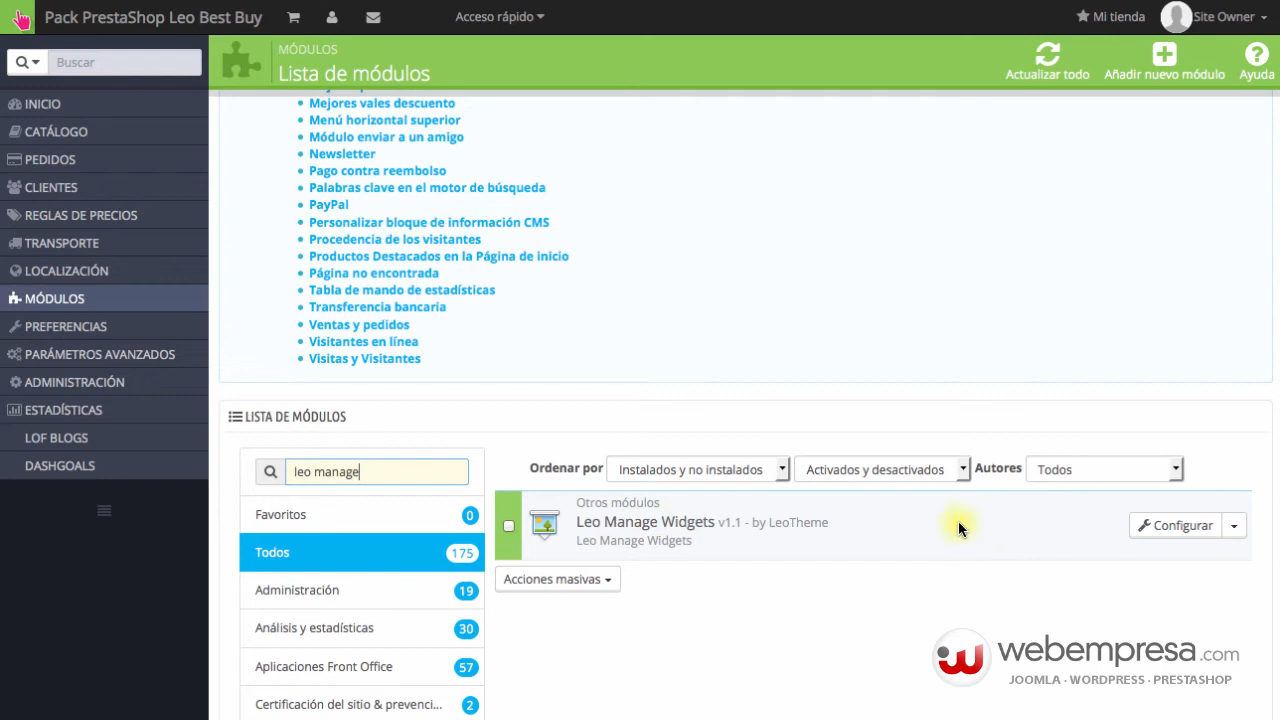 Pack PrestaShop Leo Best Buy
Acceso rápido
Mi tienda
Site Owner
Buscar
MÓDULOS
Lista de módulos
Actualizar todo
Añadir nuevo módulo
Ayuda
INICIO
CATÁLOGO
PEDIDOS
CLIENTES
REGLAS DE PRECIOS
TRANSPORTE
LOCALIZACIÓN
MÓDULOS
PREFERENCIAS
PARÁMETROS AVANZADOS
ADMINISTRACIÓN
ESTADÍSTICAS
LOF BLOGS
DASHGOALS
Mejores vales descuento
Menú horizontal superior
Módulo enviar a un amigo
Newsletter
Pago contra reembolso
Palabras clave en el motor de búsqueda
PayPal
Personalizar bloque de información CMS
Procedencia de los visitantes
Productos Destacados en la Página de inicio
Página no encontrada
Tabla de mando de estadísticas
Transferencia bancaria
Ventas y pedidos
Visitantes en línea
Visitas y Visitantes
LISTA DE MÓDULOS
leo manage
Favoritos 0
Todos 175
Administración 19
Análisis y estadísticas 30
Aplicaciones Front Office 57
Certificación del sitio & prevenci... 2
Ordenar por Instalados y no instalados Activados y desactivados Autores Todos
Otros módulos
Leo Manage Widgets v1.1 - by LeoTheme
Leo Manage Widgets
Configurar
Acciones masivas
webempresa.com
JOOMLA · WORDPRESS · PRESTASHOP